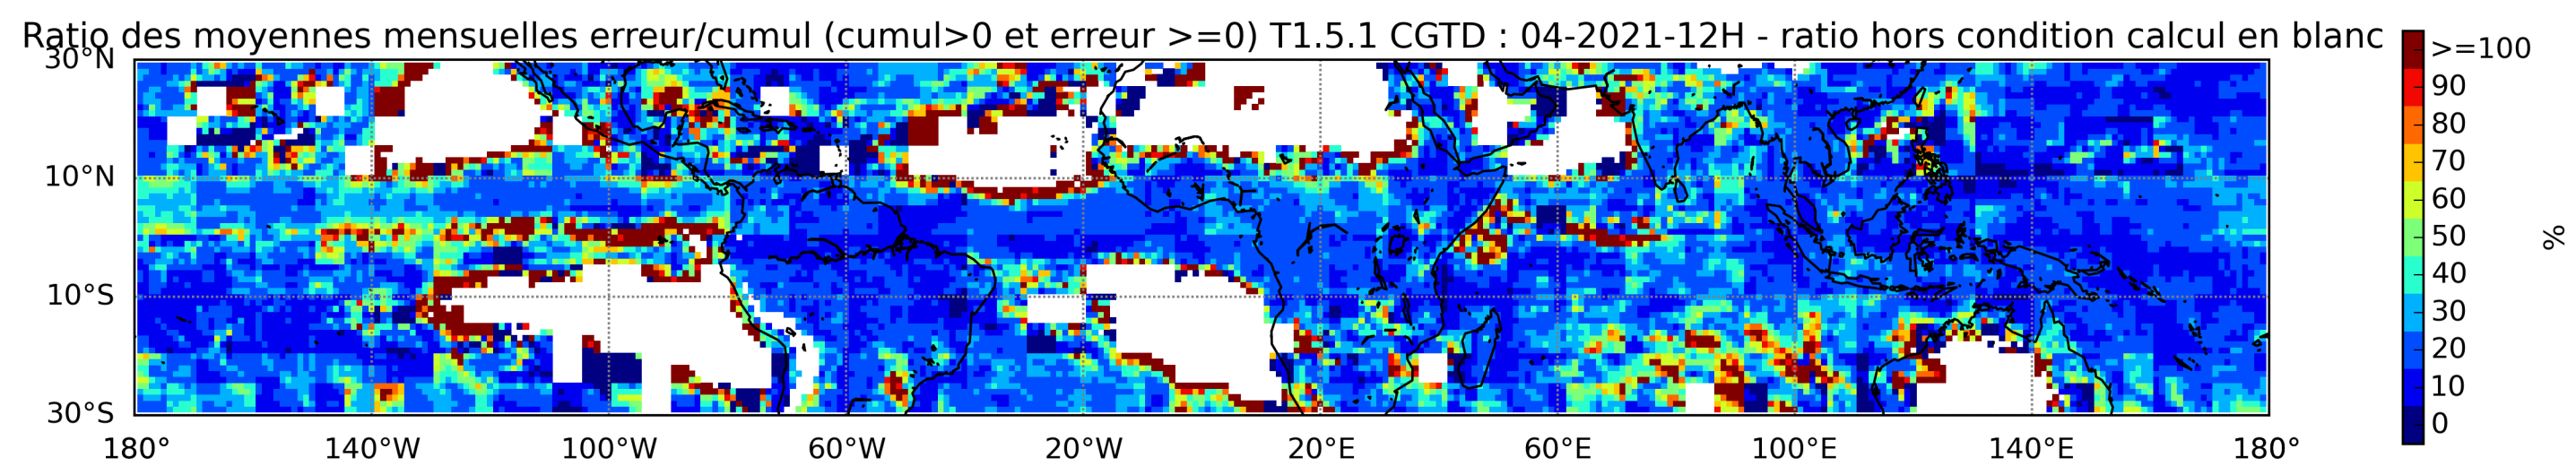 Ratio des moyennes mensuelles erreur/cumul (cumul>0 et erreur >=0) T1.5.1 CGTD : 04-2021-12H - ratio hors condition calcul en blanc
30°N
10°N
10°S
30°S
180° 140°W 100°W 60°W 20°W 20°E 60°E 100°E 140°E 180°
>=100
90
80
70
60
50
40
30
20
10
0
%